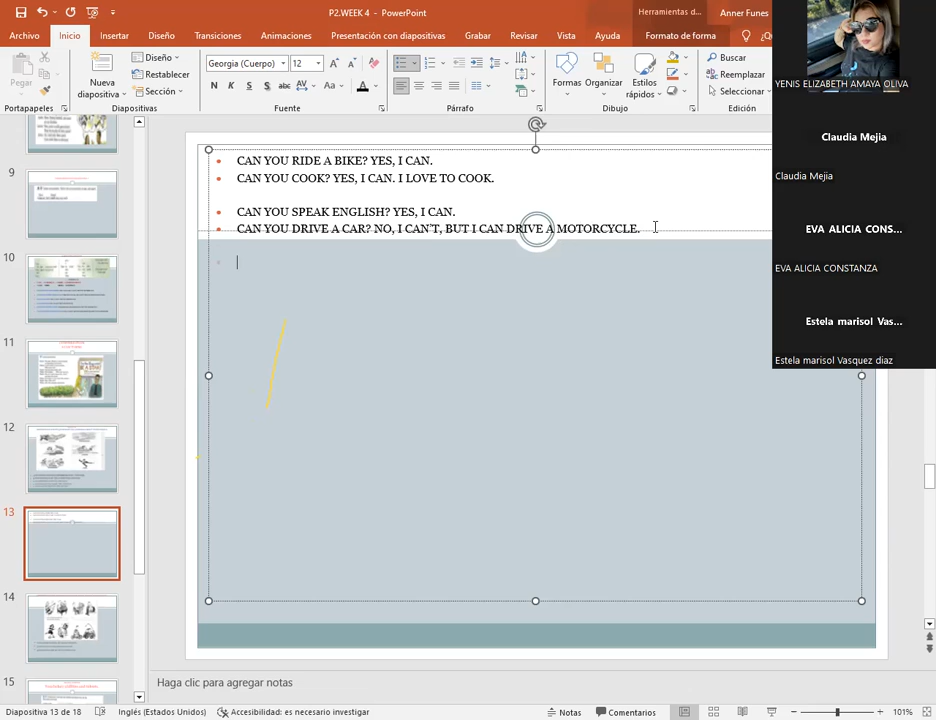 P2.WEEK 4 - PowerPoint
Herramientas d...
Anner Funes
Archivo
Inicio
Insertar
Diseño
Transiciones
Animaciones
Presentación con diapositivas
Grabar
Revisar
Vista
Ayuda
Formato de forma
Pegar
Nueva
diapositiva
Diseño
Restablecer
Sección
Georgia (Cuerpo)
12
N K S abc AV Aa A
Formas
Organizar
Estilos
rápidos
Buscar
Reemplazar
Seleccionar
Portapapeles
Diapositivas
Fuente
Párrafo
Dibujo
Edición
YENIS ELIZABETH AMAYA OLIVA
Claudia Mejia
Claudia Mejia
EVA ALICIA CONS...
EVA ALICIA CONSTANZA
Estela marisol Vas...
Estela marisol Vasquez diaz
9
10
11
12
13
14
15
CAN YOU RIDE A BIKE? YES, I CAN.
CAN YOU COOK? YES, I CAN. I LOVE TO COOK.
CAN YOU SPEAK ENGLISH? YES, I CAN.
CAN YOU DRIVE A CAR? NO, I CAN'T, BUT I CAN DRIVE A MOTORCYCLE.
Haga clic para agregar notas
Diapositiva 13 de 18
Inglés (Estados Unidos)
Accesibilidad: es necesario investigar
Notas
Comentarios
101%